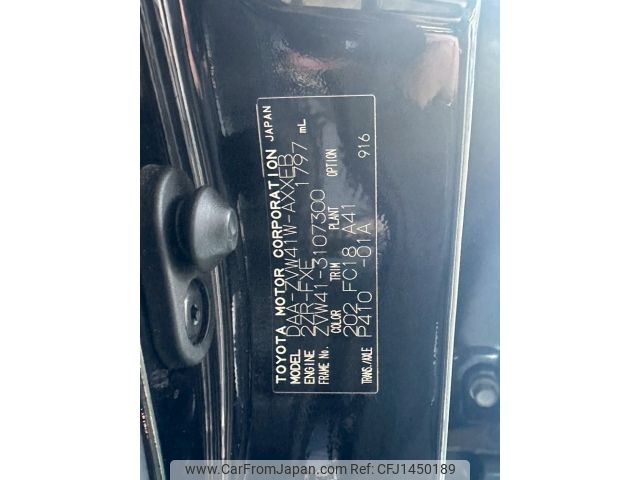 TOYOTA MOTOR CORPORATION JAPAN
MODEL DAA-ZVW41W-AXXEB
ENGINE 2ZR-FXE 1797 mL
FRAME No. ZVW41-3107300
COLOR TRIM PLANT OPTION
202 FC18 A41
TRANS./AXLE P410 -01A 916
www.CarFromJapan.com | REF No: CFJ1450189